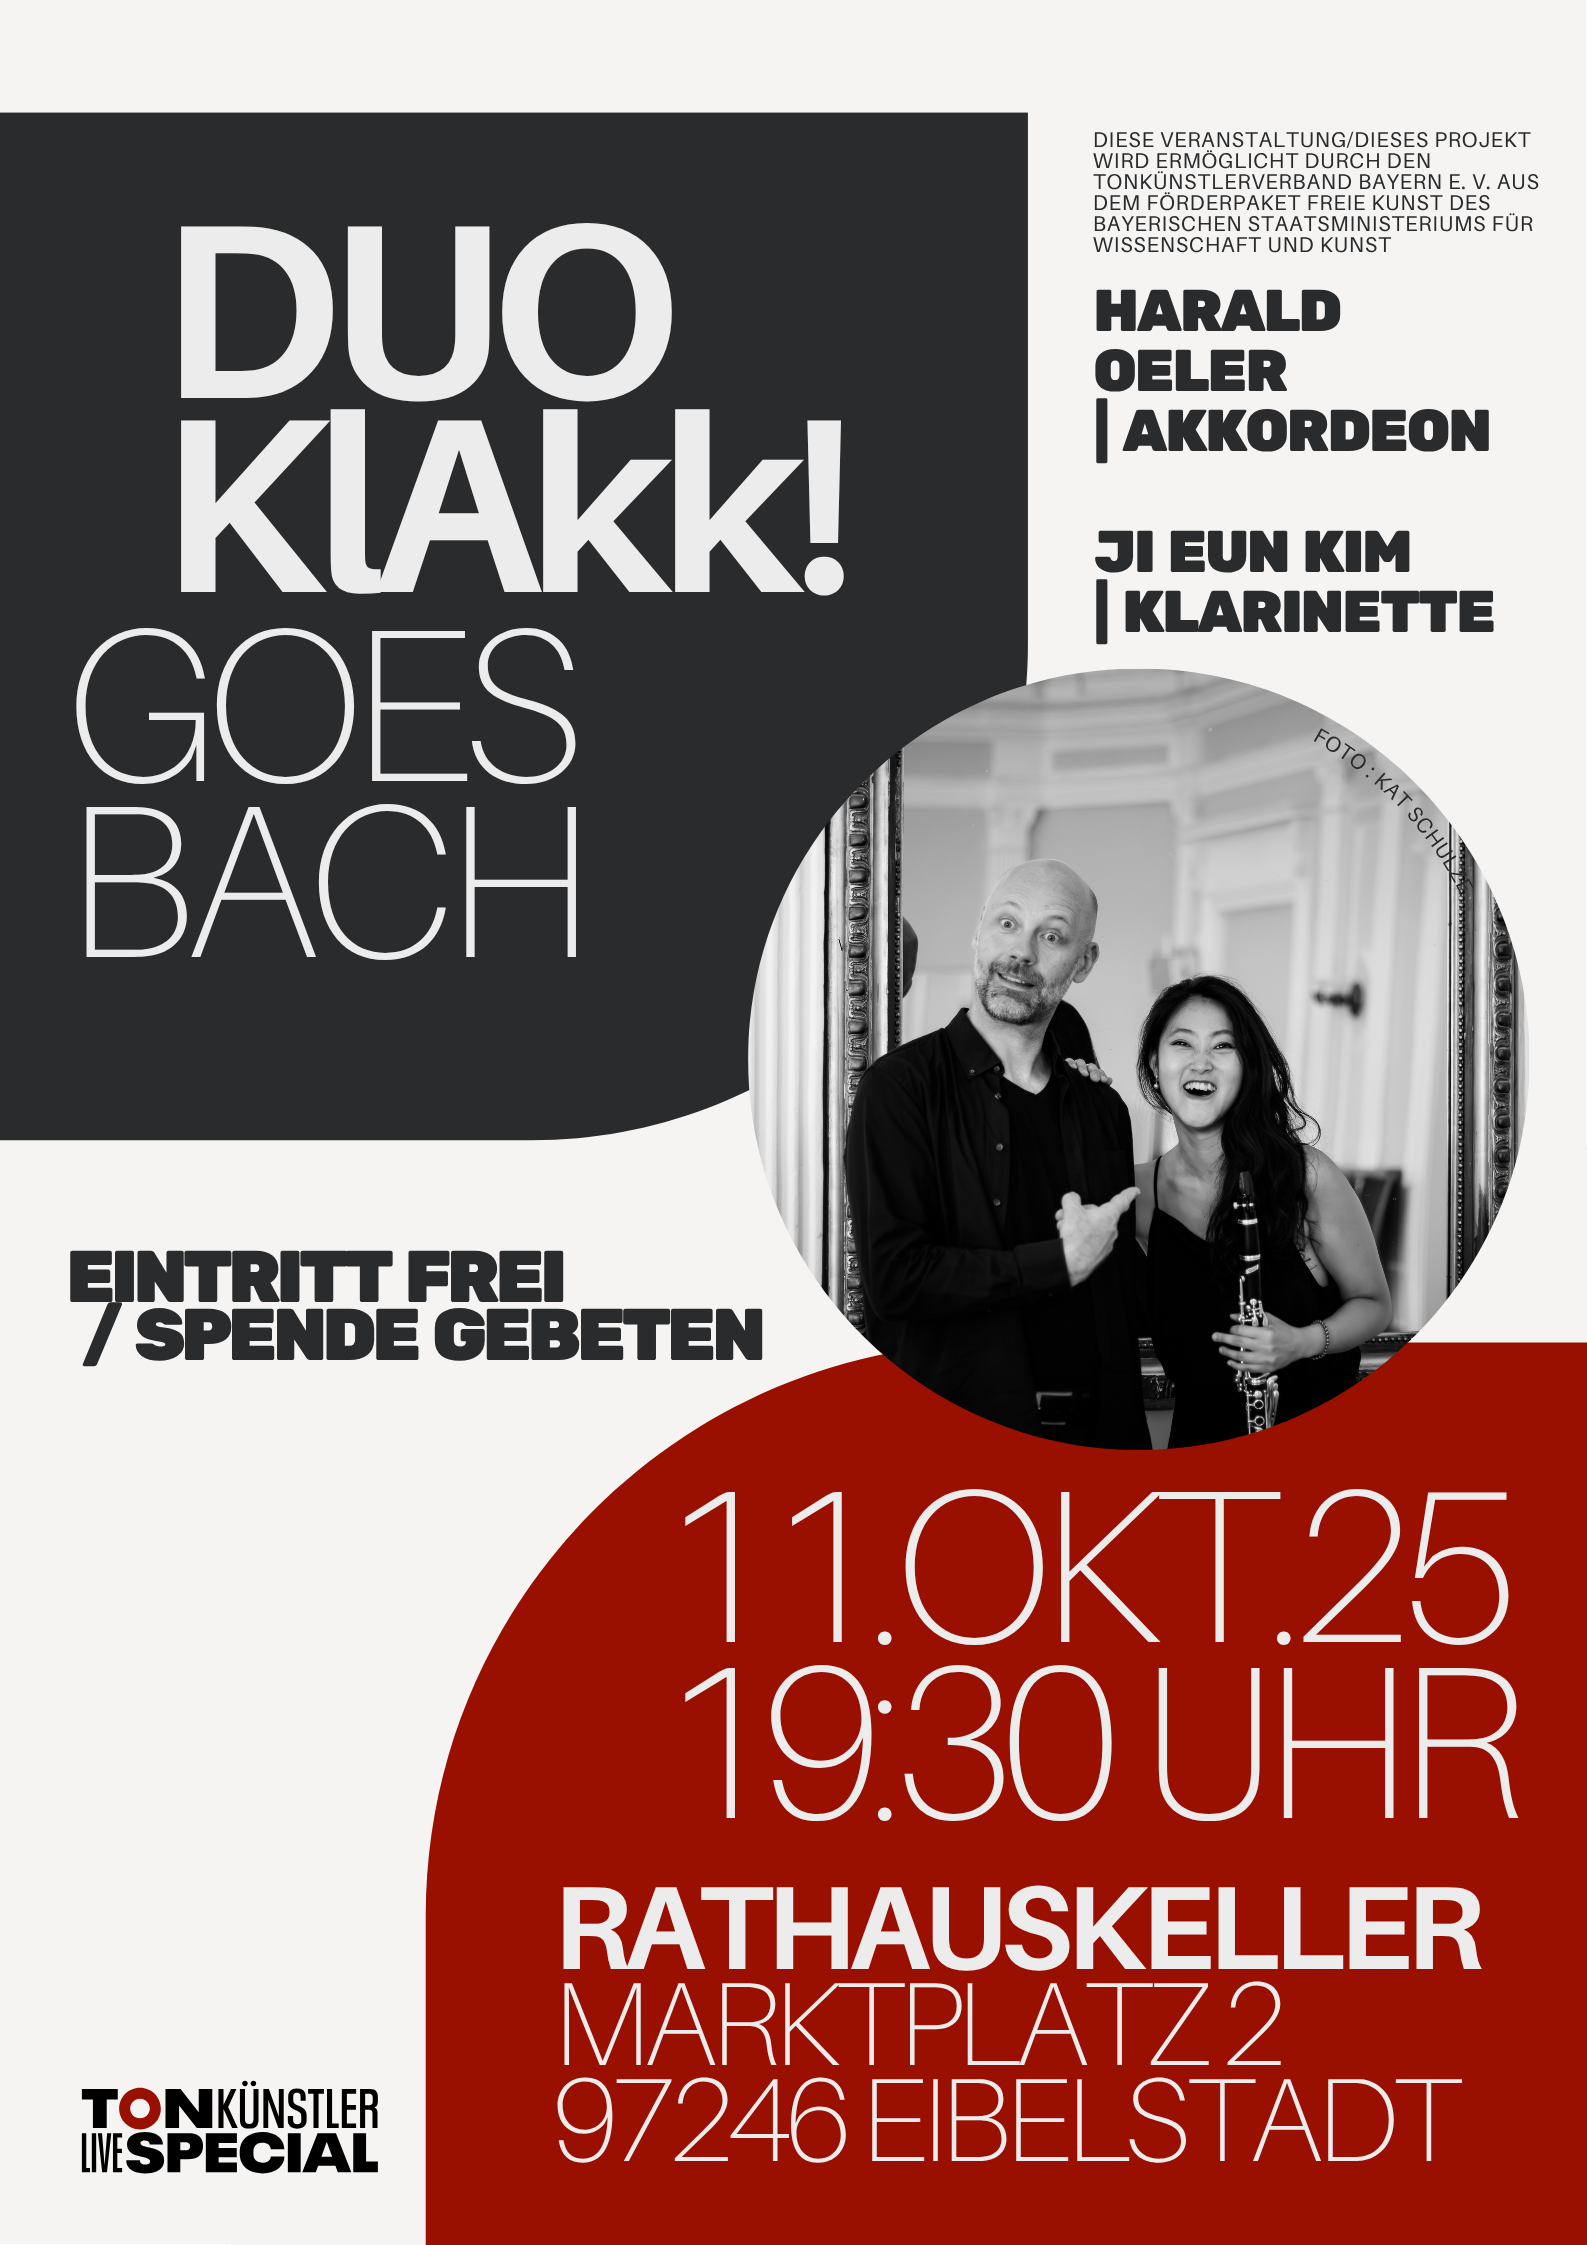 DUO
KlAkk!
GOES
BACH
DIESE VERANSTALTUNG/DIESES PROJEKT
WIRD ERMÖGLICHT DURCH DEN
TONKÜNSTLERVERBAND BAYERN E. V. AUS
DEM FÖRDERPAKET FREIE KUNST DES
BAYERISCHEN STAATSMINISTERIUMS FÜR
WISSENSCHAFT UND KUNST
HARALD
OELER
| AKKORDEON
JI EUN KIM
| KLARINETTE
FOTO : KAT SCHULZE
EINTRITT FREI
/ SPENDE GEBETEN
11.OKT.25
19:30 UHR
RATHAUSKELLER
MARKTPLATZ 2
97246 EIBELSTADT
TONKÜNSTLER
LIVE SPECIAL